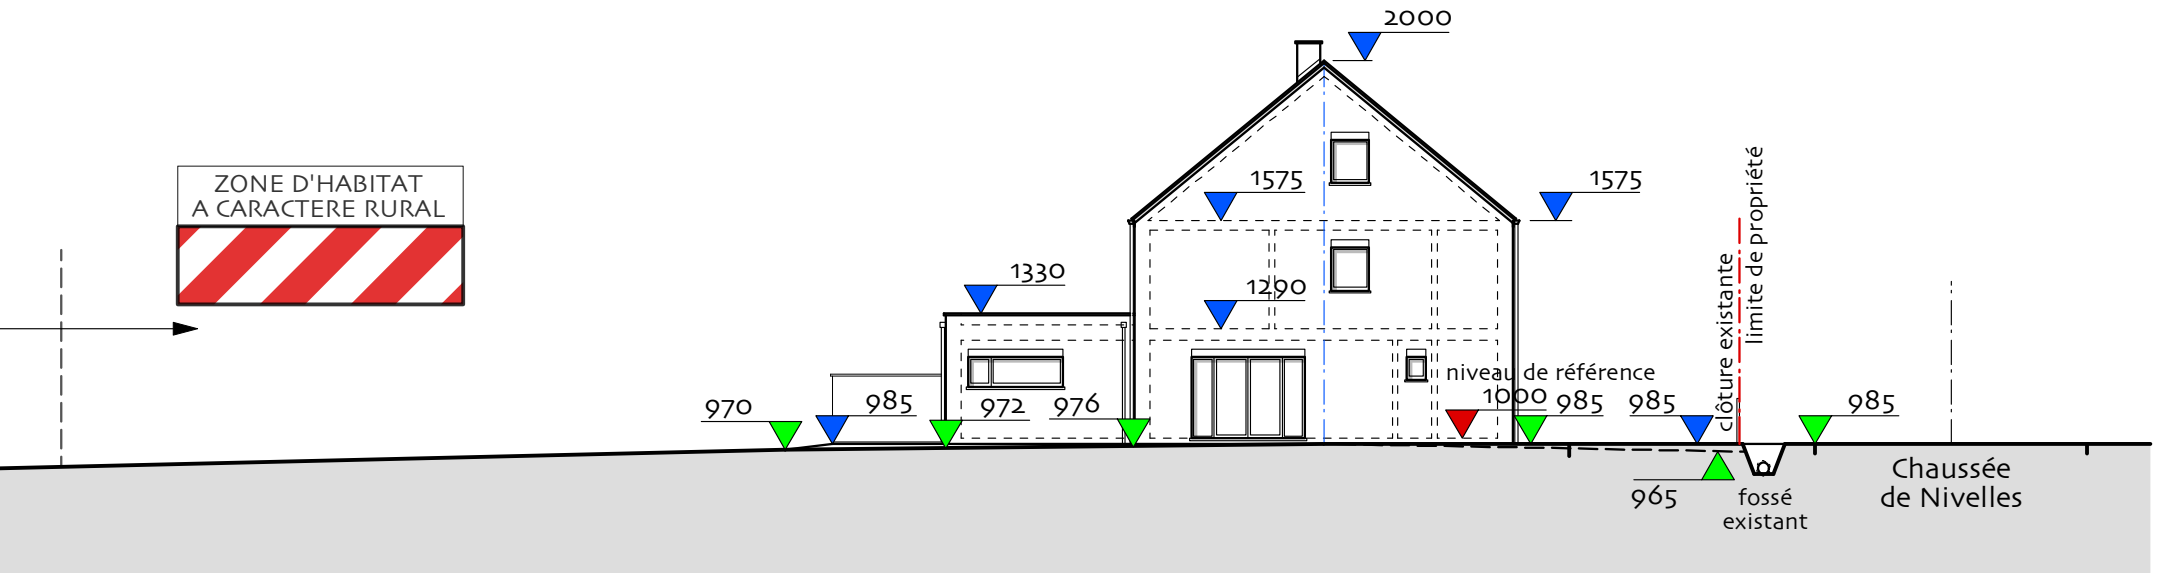 2000
ZONE D'HABITAT
A CARACTERE RURAL
1575
1575
1330
1290
clôture existante
limite de propriété
niveau de référence
1000
970
985
972
976
985
985
985
965
fossé
existant
Chaussée
de Nivelles